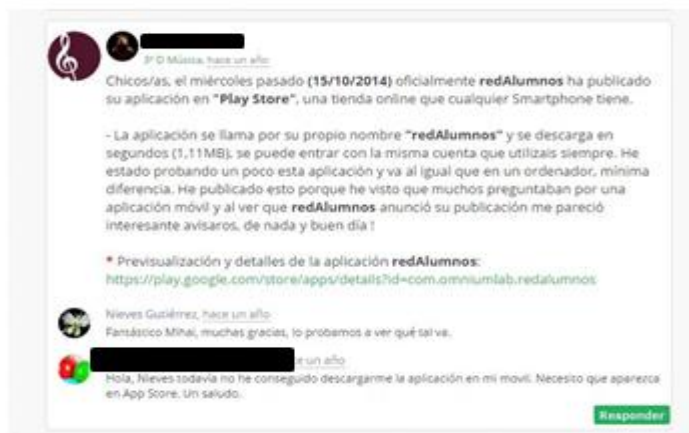 3º D Música, hace un año
Chicos/as, el miércoles pasado (15/10/2014) oficialmente redAlumnos ha publicado
su aplicación en "Play Store", una tienda online que cualquier Smartphone tiene.
- La aplicación se llama por su propio nombre "redAlumnos" y se descarga en
segundos (1,11MB), se puede entrar con la misma cuenta que utilizais siempre. He
estado probando un poco esta aplicación y va al igual que en un ordenador, mínima
diferencia. He publicado esto porque he visto que muchos preguntaban por una
aplicación móvil y al ver que redAlumnos anunció su publicación me pareció
interesante avisaros, de nada y buen día !
* Previsualización y detalles de la aplicación redAlumnos:
https://play.google.com/store/apps/details?id=com.omniumlab.redalumnos
Nieves Gutiérrez, hace un año
Fantástico Mihai, muchas gracias, lo probamos a ver qué tal va.
un año
Hola, Nieves todavía no he conseguido descargarme la aplicación en mi movil. Necesito que aparezca
en App Store. Un saludo.
Responder